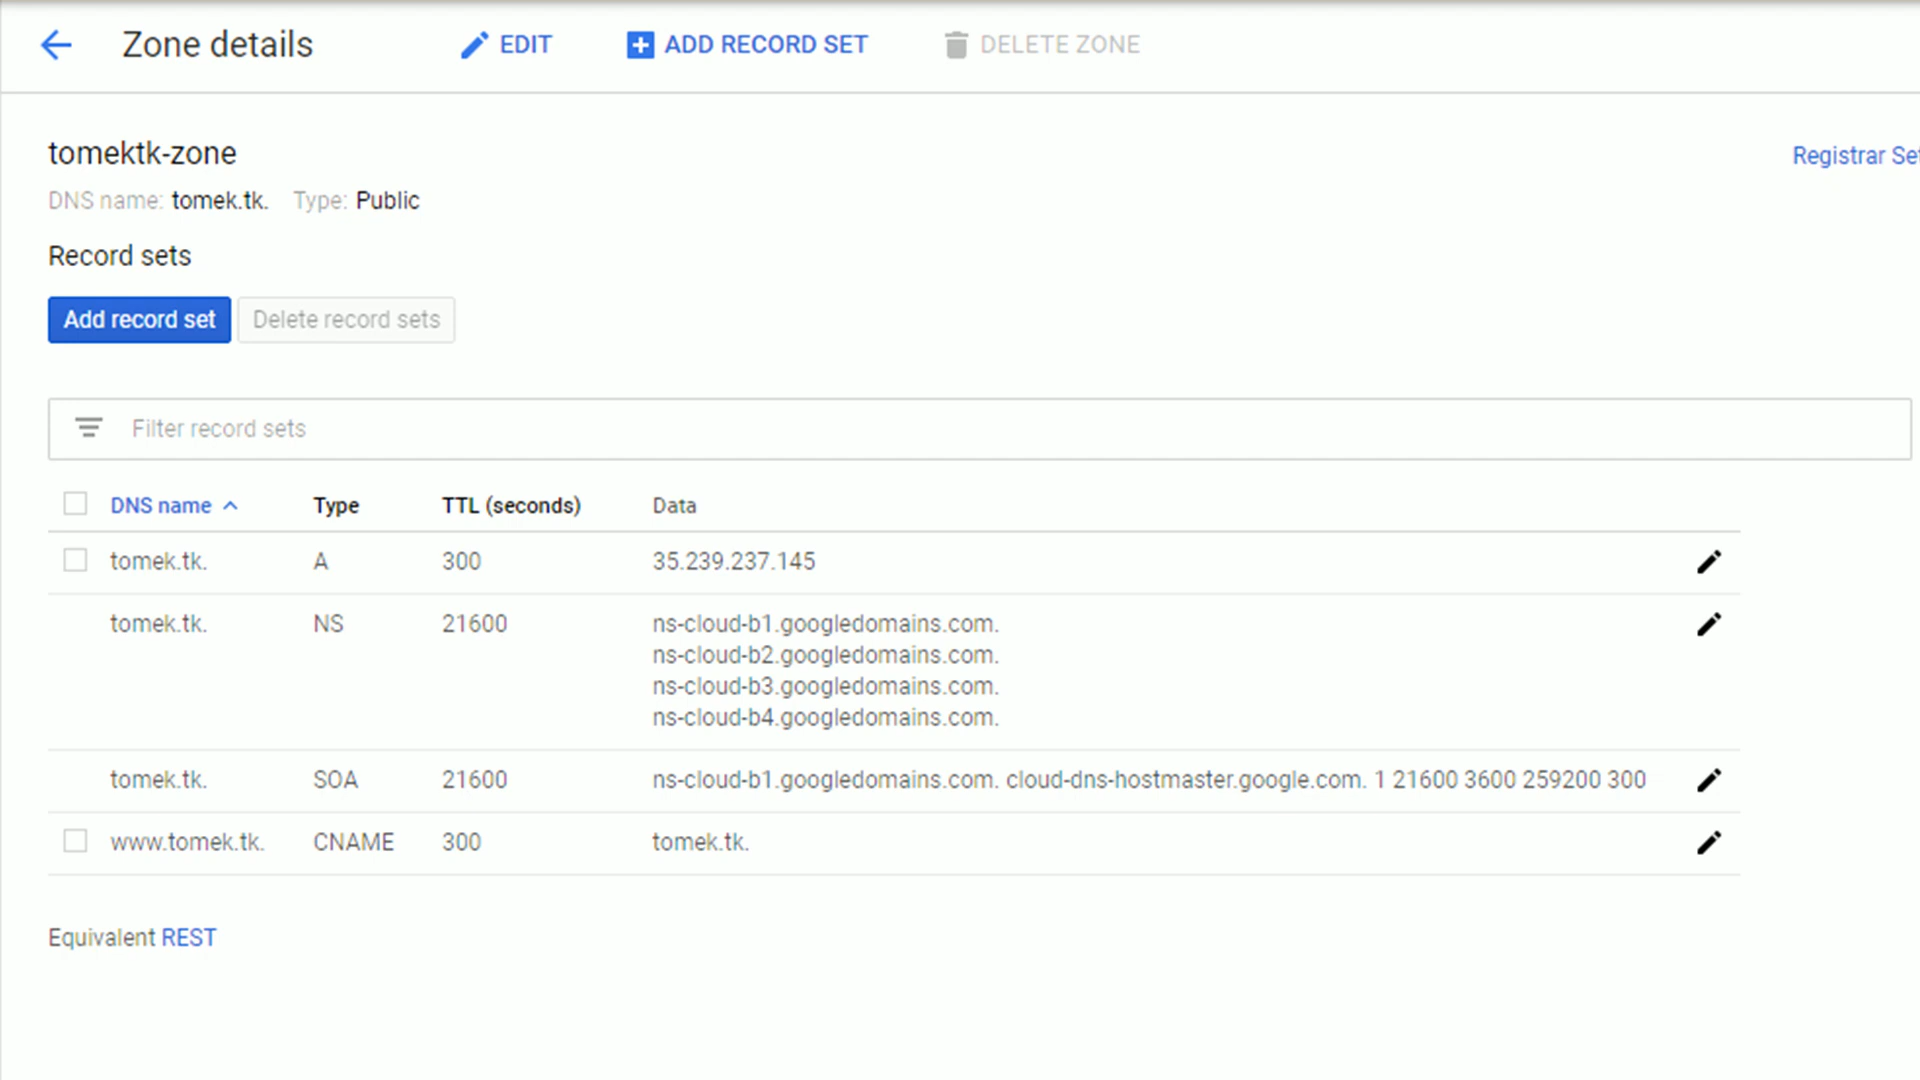 Zone details
EDIT
ADD RECORD SET
DELETE ZONE
tomektk-zone
Registrar Set
DNS name: tomek.tk. Type: Public
Record sets
Add record set
Delete record sets
Filter record sets
DNS name Type TTL (seconds) Data
tomek.tk. A 300 35.239.237.145
tomek.tk. NS 21600 ns-cloud-b1.googledomains.com.
ns-cloud-b2.googledomains.com.
ns-cloud-b3.googledomains.com.
ns-cloud-b4.googledomains.com.
tomek.tk. SOA 21600 ns-cloud-b1.googledomains.com. cloud-dns-hostmaster.google.com. 1 21600 3600 259200 300
www.tomek.tk. CNAME 300 tomek.tk.
Equivalent REST